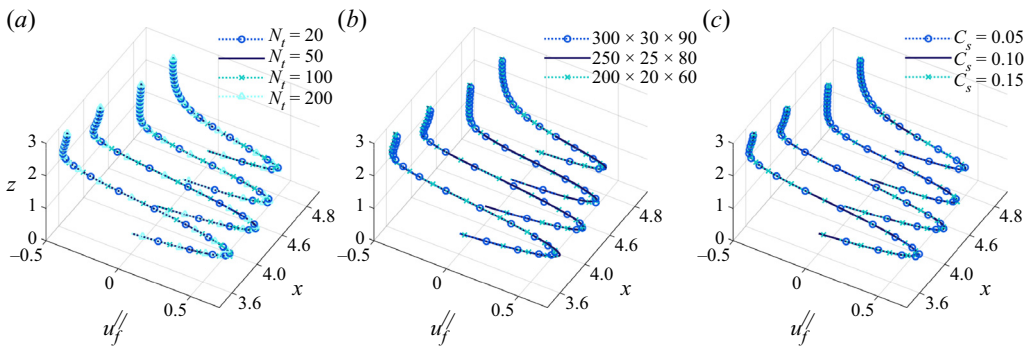 (a)
N_t = 20
N_t = 50
N_t = 100
N_t = 200
3
2
z
1
0
–0.5
0
0.5
u_f^//
3.6
4.0
4.6
4.8
x
(b)
300 × 30 × 90
250 × 25 × 80
200 × 20 × 60
3
2
1
0
–0.5
0
0.5
u_f^//
3.6
4.0
4.6
4.8
x
(c)
C_s = 0.05
C_s = 0.10
C_s = 0.15
3
2
1
0
–0.5
0
0.5
u_f^//
3.6
4.0
4.6
4.8
x